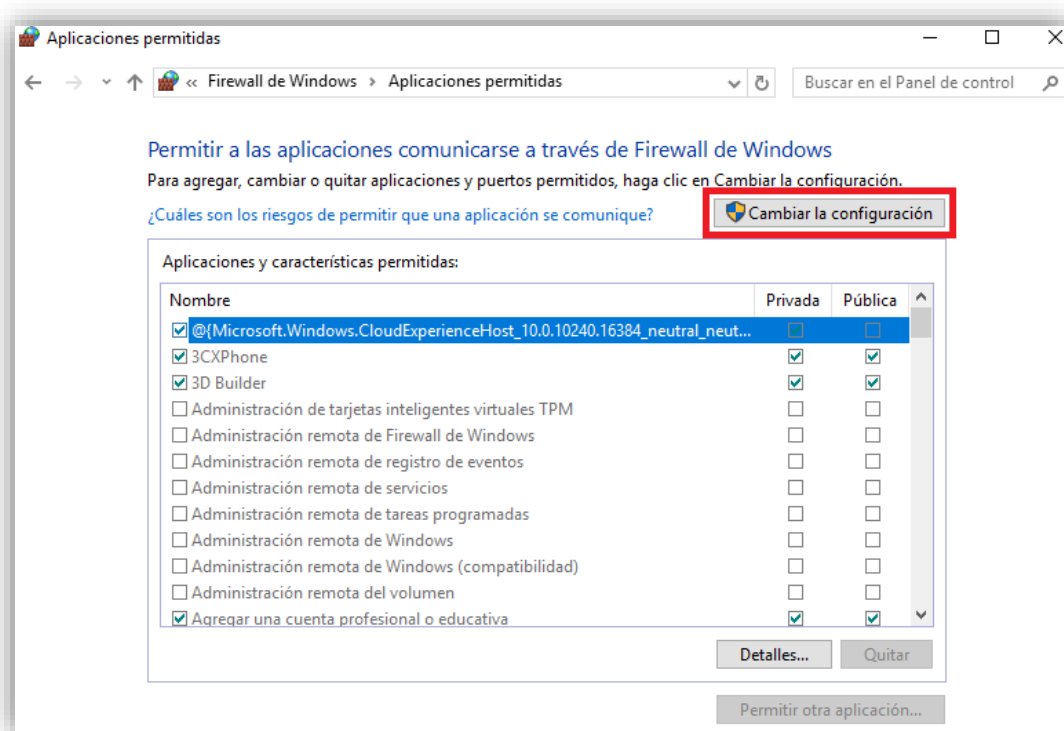 Aplicaciones permitidas
« Firewall de Windows > Aplicaciones permitidas
Buscar en el Panel de control
Permitir a las aplicaciones comunicarse a través de Firewall de Windows
Para agregar, cambiar o quitar aplicaciones y puertos permitidos, haga clic en Cambiar la configuración.
¿Cuáles son los riesgos de permitir que una aplicación se comunique?
Cambiar la configuración
Aplicaciones y características permitidas:
Nombre Privada Pública
@{Microsoft.Windows.CloudExperienceHost_10.0.10240.16384_neutral_neut...
3CXPhone
3D Builder
Administración de tarjetas inteligentes virtuales TPM
Administración remota de Firewall de Windows
Administración remota de registro de eventos
Administración remota de servicios
Administración remota de tareas programadas
Administración remota de Windows
Administración remota de Windows (compatibilidad)
Administración remota del volumen
Agregar una cuenta profesional o educativa
Detalles... Quitar
Permitir otra aplicación...